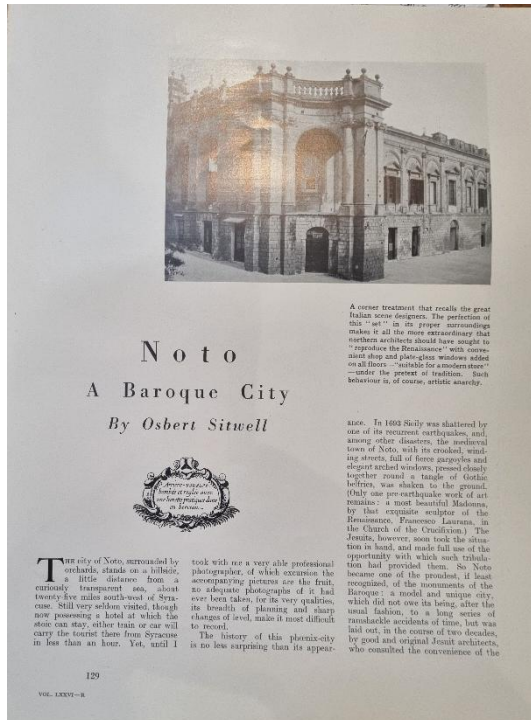 A corner treatment that recalls the great
Italian scene designers. The perfection of
this "set" in its proper surroundings
makes it all the more extraordinary that
northern architects should have sought to
"reproduce the Renaissance" with conve-
nient shop and plate-glass windows added
on all floors—"suitable for a modern store"
—under the pretext of tradition. Such
behaviour is, of course, artistic anarchy.
Noto
A Baroque City
By Osbert Sitwell
THE city of Noto, surrounded by
orchards, stands on a hillside,
a little distance from a
curiously transparent sea, about
twenty-five miles south-west of Syra-
cuse. Still very seldom visited, though
now possessing a hotel at which the
stoic can stay, either train or car will
carry the tourist there from Syracuse
in less than an hour. Yet, until I
took with me a very able professional
photographer, of which excursion the
accompanying pictures are the fruit,
no adequate photographs of it had
ever been taken, for its very qualities,
its breadth of planning and sharp
changes of level, make it most difficult
to record.
The history of this phœnix-city
is no less surprising than its appear-
ance. In 1693 Sicily was shattered by
one of its recurrent earthquakes, and,
among other disasters, the mediæval
town of Noto, with its crooked, wind-
ing streets, full of fierce gargoyles and
elegant arched windows, pressed closely
together round a tangle of Gothic
belfries, was shaken to the ground.
(Only one pre-earthquake work of art
remains: a most beautiful Madonna,
by that exquisite sculptor of the
Renaissance, Francesco Laurana, in
the Church of the Crucifixion.) The
Jesuits, however, soon took the situa-
tion in hand, and made full use of the
opportunity with which such tribula-
tion had provided them. So Noto
became one of the proudest, if least
recognised, of the monuments of the
Baroque: a model and unique city,
which did not owe its being, after the
usual fashion, to a long series of
ramshackle accidents of time, but was
laid out, in the course of two decades,
by good and original Jesuit architects,
who consulted the convenience of the
129
VOL. LXXVI—B